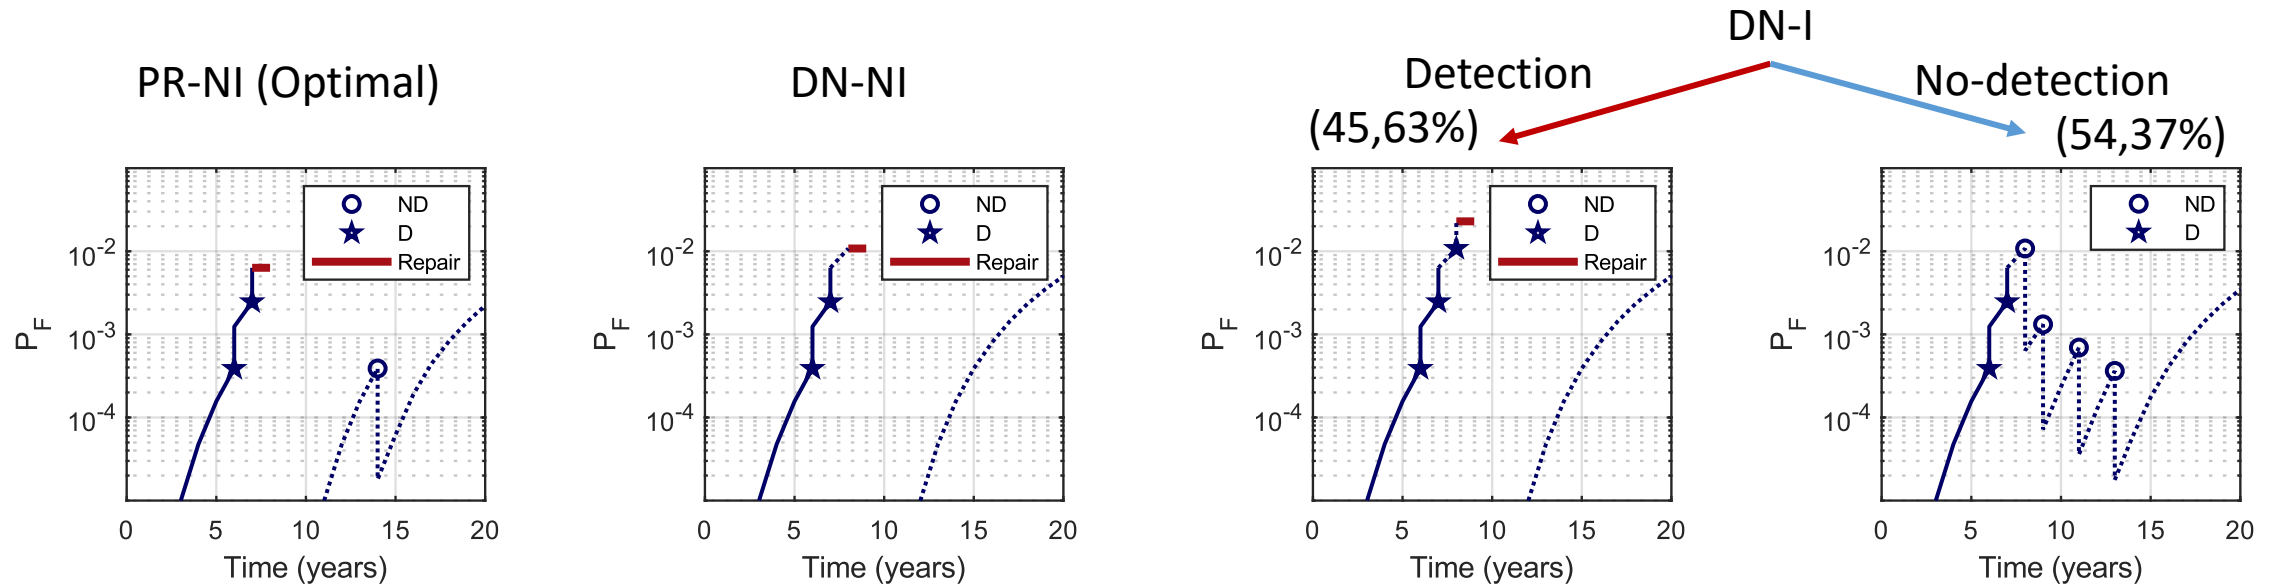 DN-I
PR-NI (Optimal)
DN-NI
Detection
(45,63%)
No-detection
(54,37%)
ND
D
Repair
10-2
10-3
10-4
PF
0
5
10
15
20
Time (years)
ND
D
Repair
10-2
10-3
10-4
PF
0
5
10
15
20
Time (years)
ND
D
Repair
10-2
10-3
10-4
PF
0
5
10
15
20
Time (years)
ND
D
10-2
10-3
10-4
PF
0
5
10
15
20
Time (years)